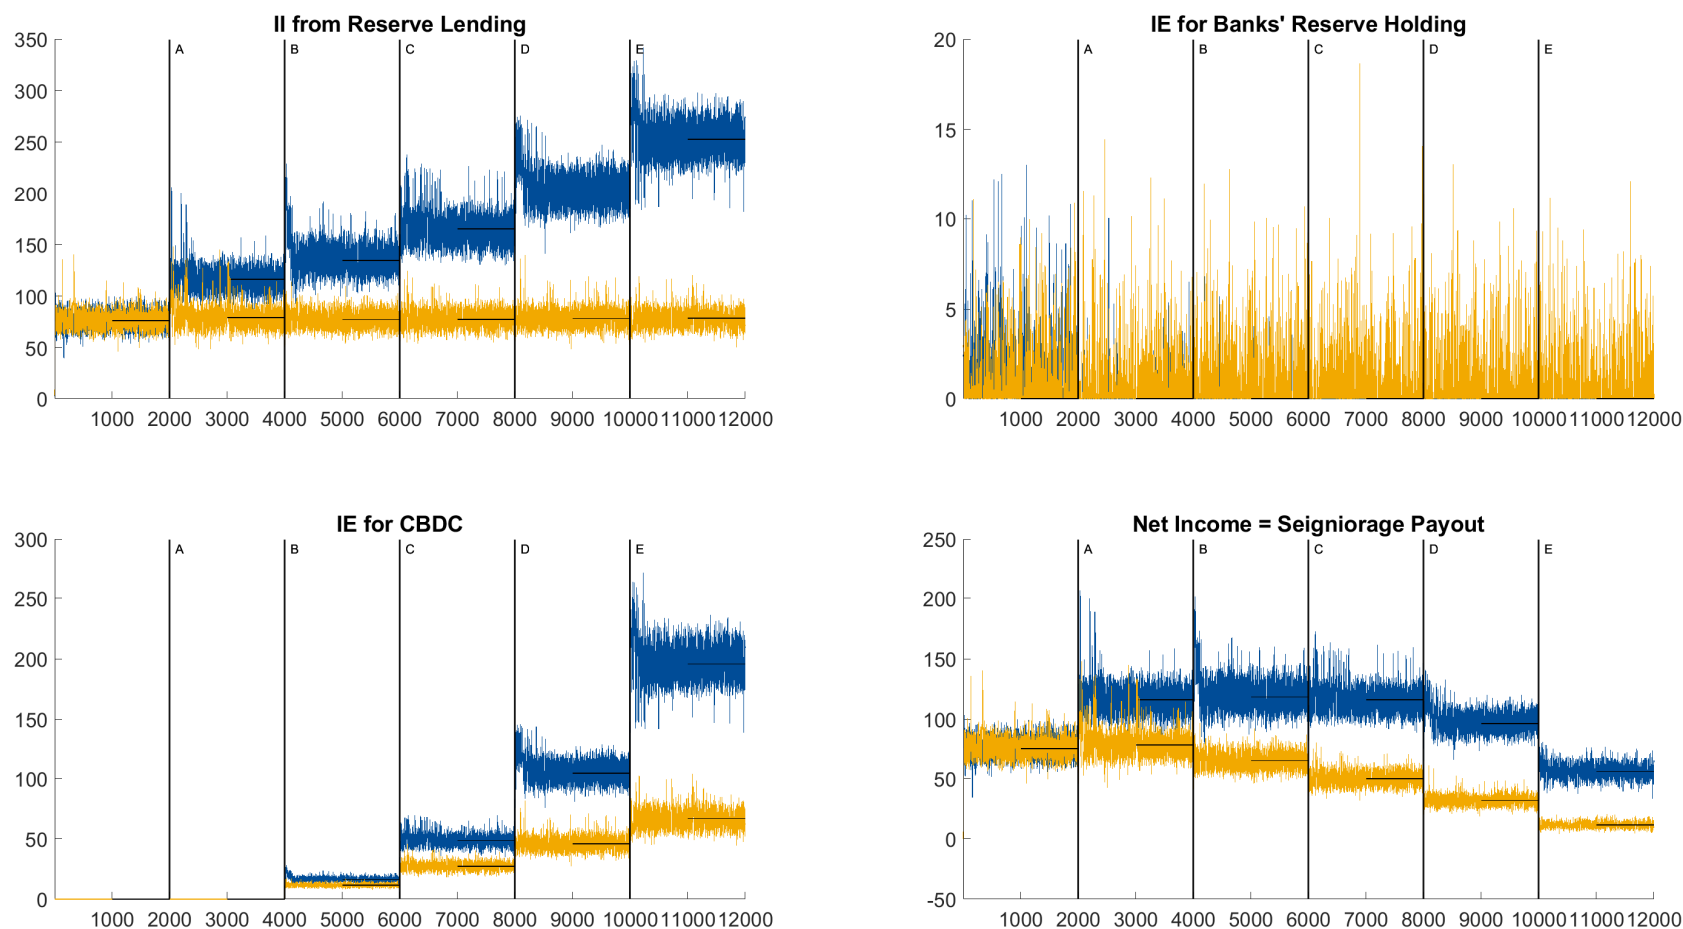 II from Reserve Lending
350
300
250
200
150
100
50
0
A
B
C
D
E
1000 2000 3000 4000 5000 6000 7000 8000 9000 10000 11000 12000
IE for Banks' Reserve Holding
20
15
10
5
0
A
B
C
D
E
1000 2000 3000 4000 5000 6000 7000 8000 9000 10000 11000 12000
IE for CBDC
300
250
200
150
100
50
0
A
B
C
D
E
1000 2000 3000 4000 5000 6000 7000 8000 9000 10000 11000 12000
Net Income = Seigniorage Payout
250
200
150
100
50
0
-50
A
B
C
D
E
1000 2000 3000 4000 5000 6000 7000 8000 9000 10000 11000 12000